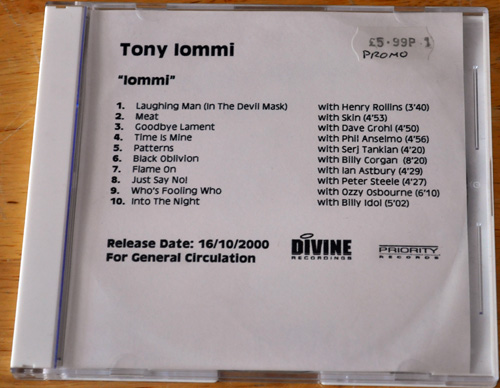 £5.99P 1
PROMO
Tony Iommi
"Iommi"
1. Laughing Man (In The Devil Mask) with Henry Rollins (3'40)
2. Meat with Skin (4'53)
3. Goodbye Lament with Dave Grohl (4'50)
4. Time Is Mine with Phil Anselmo (4'56)
5. Patterns with Serj Tankian (4'20)
6. Black Oblivion with Billy Corgan (8'20)
7. Flame On with Ian Astbury (4'29)
8. Just Say No! with Peter Steele (4'27)
9. Who's Fooling Who with Ozzy Osbourne (6'10)
10. Into The Night with Billy Idol (5'02)
Release Date: 16/10/2000
For General Circulation
DIVINE
RECORDINGS
PRIORITY
RECORDS